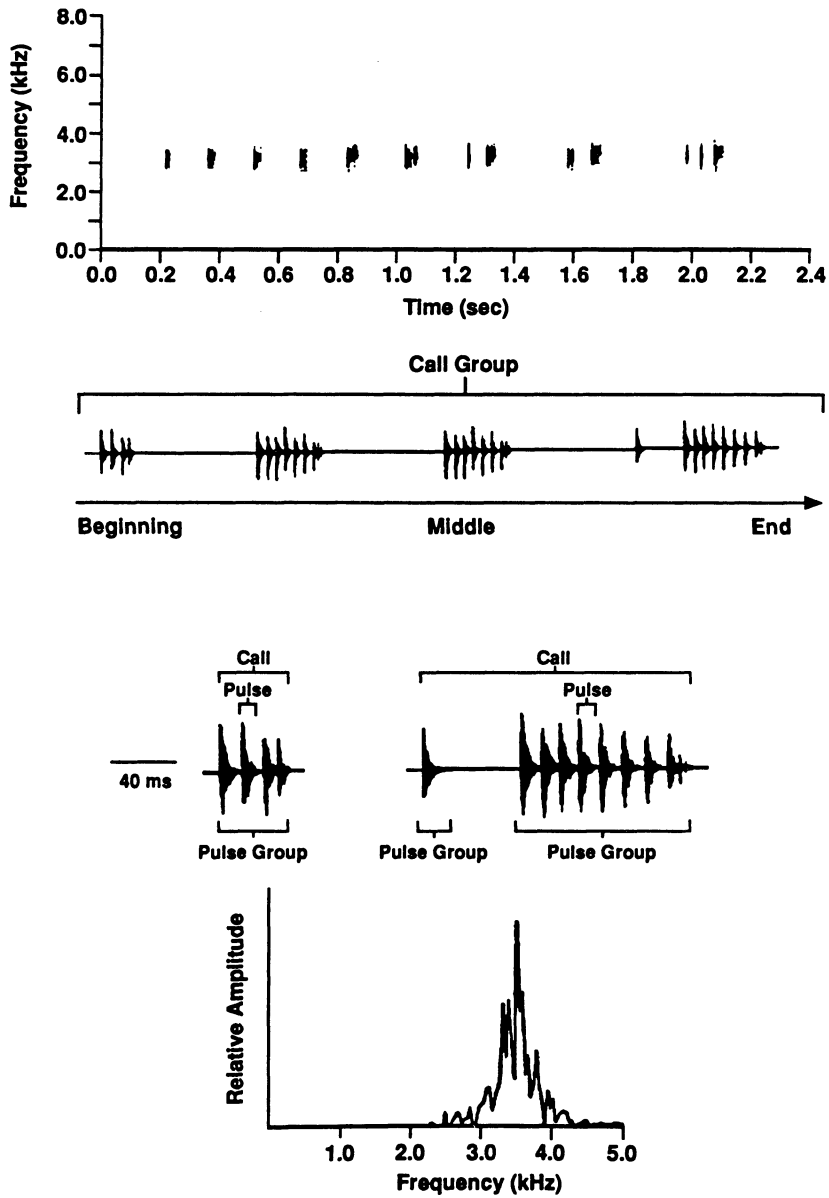 Frequency (kHz)
8.0
6.0
4.0
2.0
0.0
0.0 0.2 0.4 0.6 0.8 1.0 1.2 1.4 1.6 1.8 2.0 2.2 2.4
Time (sec)
Call Group
Beginning Middle End
Call Call
Pulse Pulse
40 ms
Pulse Group Pulse Group Pulse Group
Relative Amplitude
1.0 2.0 3.0 4.0 5.0
Frequency (kHz)